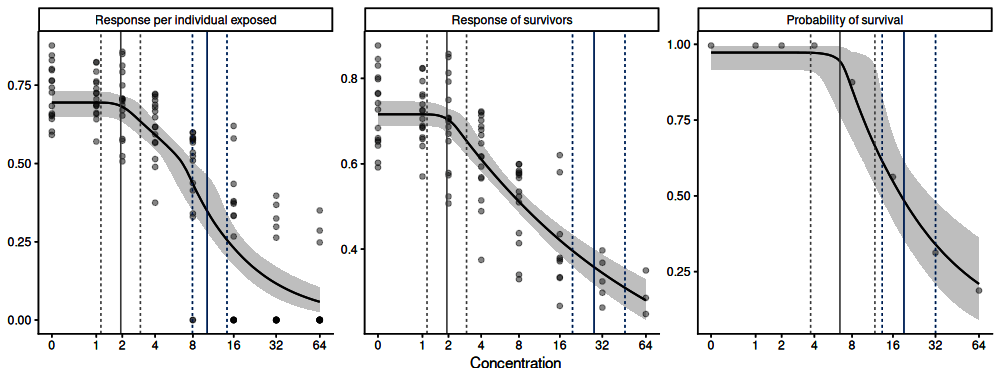 Response per individual exposed
Response of survivors
Probability of survival
0.75
0.50
0.25
0.00
0 1 2 4 8 16 32 64
0.8
0.6
0.4
0 1 2 4 8 16 32 64
1.00
0.75
0.50
0.25
0 1 2 4 8 16 32 64
Concentration